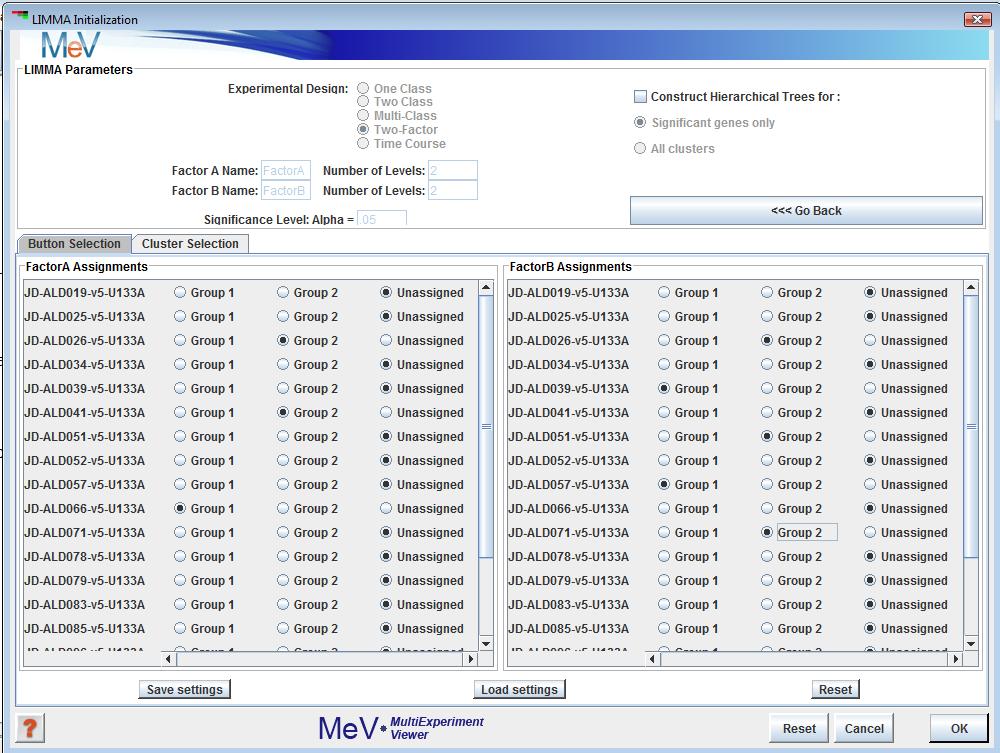 LIMMA Initialization
MeV
LIMMA Parameters
Experimental Design:
One Class
Two Class
Multi-Class
Two-Factor
Time Course
Factor A Name: FactorA Number of Levels: 2
Factor B Name: FactorB Number of Levels: 2
Significance Level: Alpha = .05
Construct Hierarchical Trees for :
Significant genes only
All clusters
<<< Go Back
Button Selection Cluster Selection
FactorA Assignments
JD-ALD019-v5-U133A Group 1 Group 2 Unassigned
JD-ALD025-v5-U133A Group 1 Group 2 Unassigned
JD-ALD026-v5-U133A Group 1 Group 2 Unassigned
JD-ALD034-v5-U133A Group 1 Group 2 Unassigned
JD-ALD039-v5-U133A Group 1 Group 2 Unassigned
JD-ALD041-v5-U133A Group 1 Group 2 Unassigned
JD-ALD051-v5-U133A Group 1 Group 2 Unassigned
JD-ALD052-v5-U133A Group 1 Group 2 Unassigned
JD-ALD057-v5-U133A Group 1 Group 2 Unassigned
JD-ALD066-v5-U133A Group 1 Group 2 Unassigned
JD-ALD071-v5-U133A Group 1 Group 2 Unassigned
JD-ALD078-v5-U133A Group 1 Group 2 Unassigned
JD-ALD079-v5-U133A Group 1 Group 2 Unassigned
JD-ALD083-v5-U133A Group 1 Group 2 Unassigned
JD-ALD085-v5-U133A Group 1 Group 2 Unassigned
FactorB Assignments
JD-ALD019-v5-U133A Group 1 Group 2 Unassigned
JD-ALD025-v5-U133A Group 1 Group 2 Unassigned
JD-ALD026-v5-U133A Group 1 Group 2 Unassigned
JD-ALD034-v5-U133A Group 1 Group 2 Unassigned
JD-ALD039-v5-U133A Group 1 Group 2 Unassigned
JD-ALD041-v5-U133A Group 1 Group 2 Unassigned
JD-ALD051-v5-U133A Group 1 Group 2 Unassigned
JD-ALD052-v5-U133A Group 1 Group 2 Unassigned
JD-ALD057-v5-U133A Group 1 Group 2 Unassigned
JD-ALD066-v5-U133A Group 1 Group 2 Unassigned
JD-ALD071-v5-U133A Group 1 Group 2 Unassigned
JD-ALD078-v5-U133A Group 1 Group 2 Unassigned
JD-ALD079-v5-U133A Group 1 Group 2 Unassigned
JD-ALD083-v5-U133A Group 1 Group 2 Unassigned
JD-ALD085-v5-U133A Group 1 Group 2 Unassigned
Save settings Load settings Reset
? MeV MultiExperiment
Viewer
Reset Cancel OK